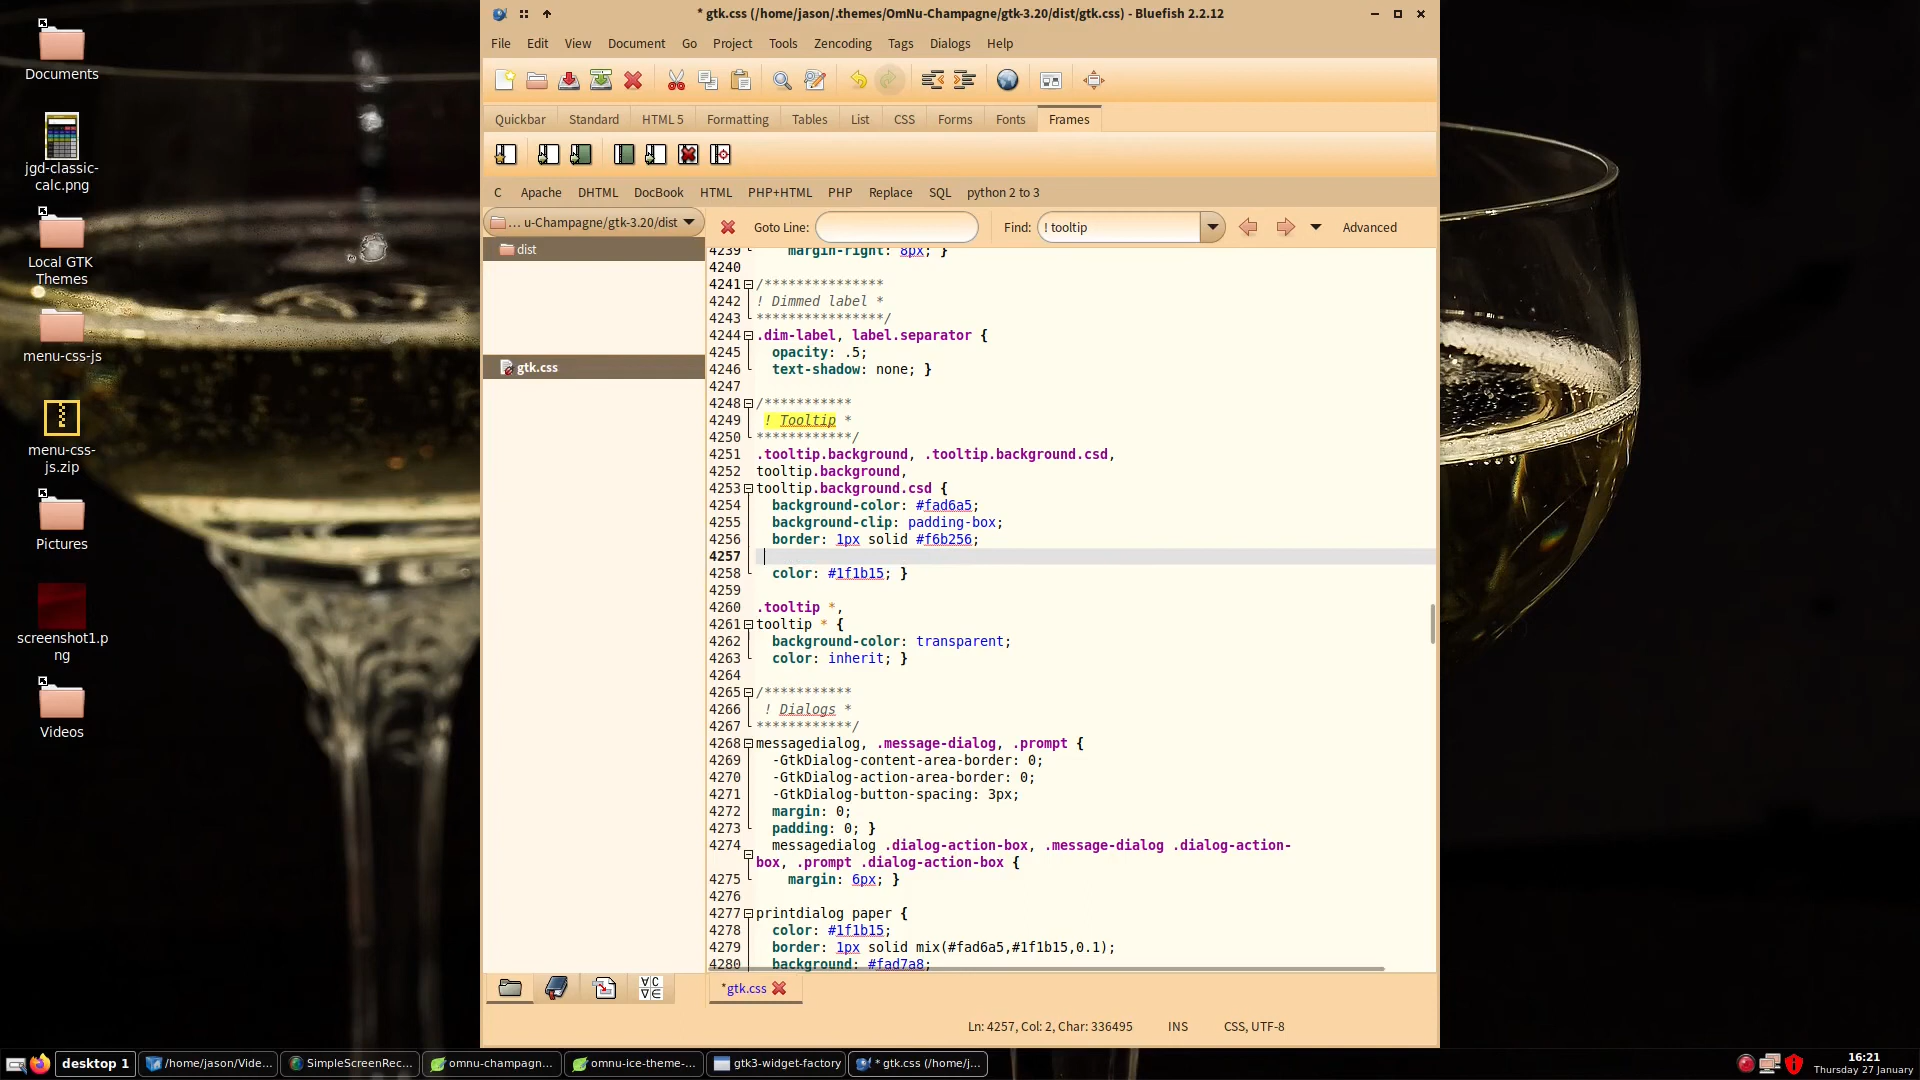 * gtk.css (/home/jason/.themes/OmNu-Champagne/gtk-3.20/dist/gtk.css) - Bluefish 2.2.12
File Edit View Document Go Project Tools Zencoding Tags Dialogs Help
Quickbar Standard HTML 5 Formatting Tables List CSS Forms Fonts Frames
C Apache DHTML DocBook HTML PHP+HTML PHP Replace SQL python 2 to 3
... u-Champagne/gtk-3.20/dist
Goto Line: Find: ! tooltip Advanced
dist
gtk.css
4239 margin-right: 8px; }
4240
4241 /***************
4242 ! Dimmed label *
4243 ****************/
4244 .dim-label, label.separator {
4245 opacity: .5;
4246 text-shadow: none; }
4247
4248 /***********
4249 ! Tooltip *
4250 ************/
4251 .tooltip.background, .tooltip.background.csd,
4252 tooltip.background,
4253 tooltip.background.csd {
4254 background-color: #fad6a5;
4255 background-clip: padding-box;
4256 border: 1px solid #f6b256;
4257
4258 color: #1f1b15; }
4259
4260 .tooltip *,
4261 tooltip * {
4262 background-color: transparent;
4263 color: inherit; }
4264
4265 /***********
4266 ! Dialogs *
4267 ************/
4268 messagedialog, .message-dialog, .prompt {
4269 -GtkDialog-content-area-border: 0;
4270 -GtkDialog-action-area-border: 0;
4271 -GtkDialog-button-spacing: 3px;
4272 margin: 0;
4273 padding: 0; }
4274 messagedialog .dialog-action-box, .message-dialog .dialog-action-
box, .prompt .dialog-action-box {
4275 margin: 6px; }
4276
4277 printdialog paper {
4278 color: #1f1b15;
4279 border: 1px solid mix(#fad6a5,#1f1b15,0.1);
4280 background: #fad7a8;
*gtk.css
Ln: 4257, Col: 2, Char: 336495 INS CSS, UTF-8
Documents
jgd-classic-
calc.png
Local GTK
Themes
menu-css-js
menu-css-
js.zip
Pictures
screenshot1.p
ng
Videos
desktop 1 /home/jason/Vide... SimpleScreenRec... omnu-champagn... omnu-ice-theme-... gtk3-widget-factory * gtk.css (/home/j...
16:21
Thursday 27 January